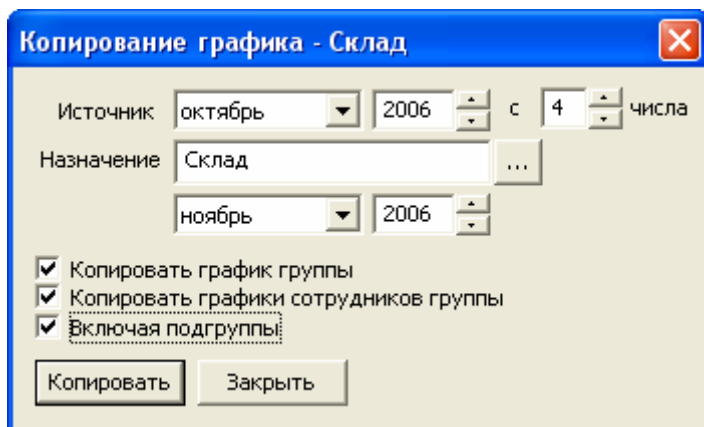 Копирование графика - Склад
Источник октябрь 2006 с 4 числа
Назначение Склад ...
ноябрь 2006
Копировать график группы
Копировать графики сотрудников группы
Включая подгруппы
Копировать Закрыть